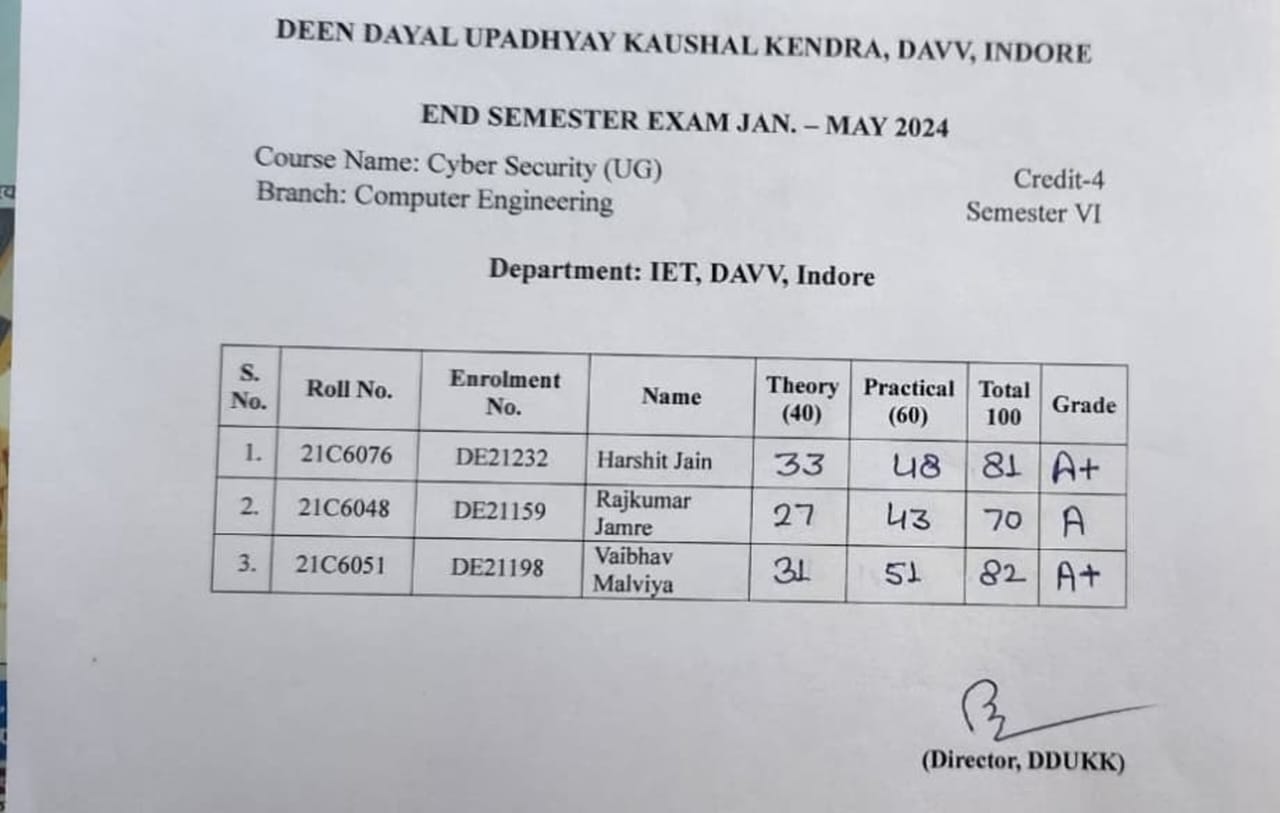 DEEN DAYAL UPADHYAY KAUSHAL KENDRA, DAVV, INDORE
END SEMESTER EXAM JAN. – MAY 2024
Course Name: Cyber Security (UG) Credit-4
Branch: Computer Engineering Semester VI
Department: IET, DAVV, Indore
S. No. Roll No. Enrolment No. Name Theory (40) Practical (60) Total 100 Grade
1. 21C6076 DE21232 Harshit Jain 33 48 81 A+
2. 21C6048 DE21159 Rajkumar Jamre 27 43 70 A
3. 21C6051 DE21198 Vaibhav Malviya 31 51 82 A+
(Director, DDUKK)